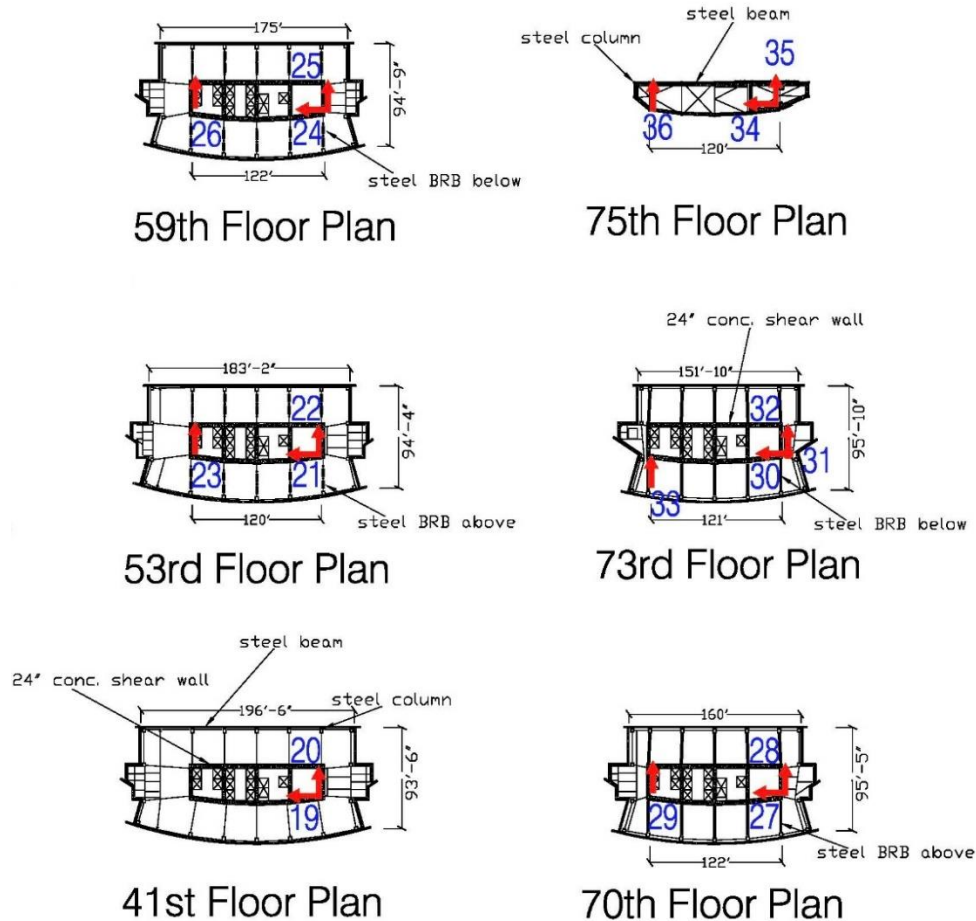 175'
25
94'-9"
26
24
122'
steel BRB below
59th Floor Plan
steel beam
steel column
35
36
34
120'
75th Floor Plan
183'-2"
22
94'-4"
23
21
120'
steel BRB above
53rd Floor Plan
24" conc. shear wall
151'-10"
32
95'-10"
31
30
33
121'
steel BRB below
73rd Floor Plan
steel beam
24" conc. shear wall
steel column
196'-6"
20
93'-6"
19
41st Floor Plan
160'
28
95'-5"
29
27
122'
steel BRB above
70th Floor Plan